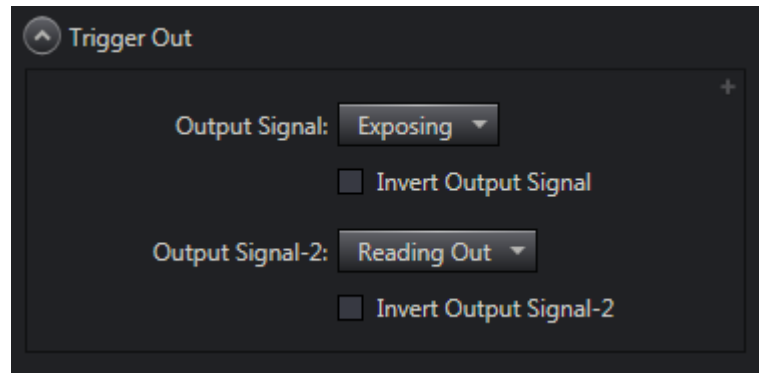 Trigger Out
Output Signal: Exposing
Invert Output Signal
Output Signal-2: Reading Out
Invert Output Signal-2